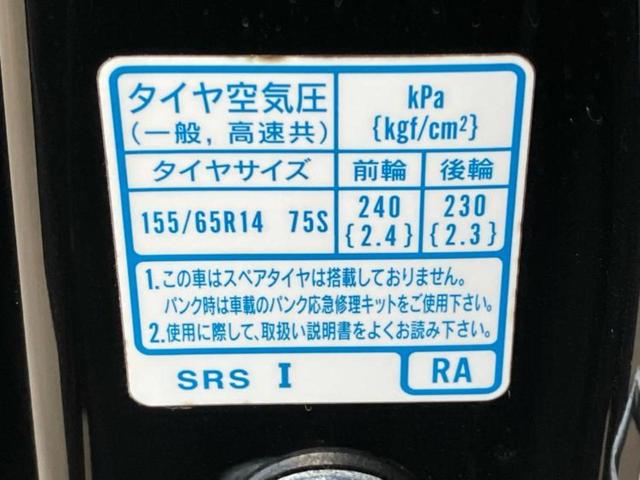 タイヤ空気圧
(一般, 高速共)
kPa
{kgf/cm²}
タイヤサイズ 前輪 後輪
155/65R14 75S 240 230
{2.4} {2.3}
1.この車はスペアタイヤは搭載しておりません。
パンク時は車載のパンク応急修理キットをご使用下さい。
2.使用に際して、取扱い説明書をよくお読み下さい。
SRS I RA